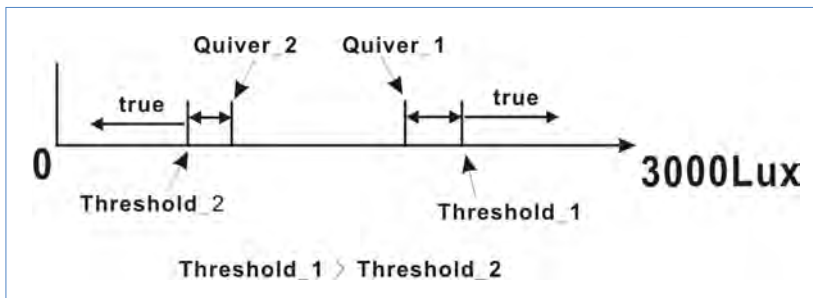 Quiver_2 Quiver_1
true true
0 3000Lux
Threshold_2 Threshold_1
Threshold_1 > Threshold_2